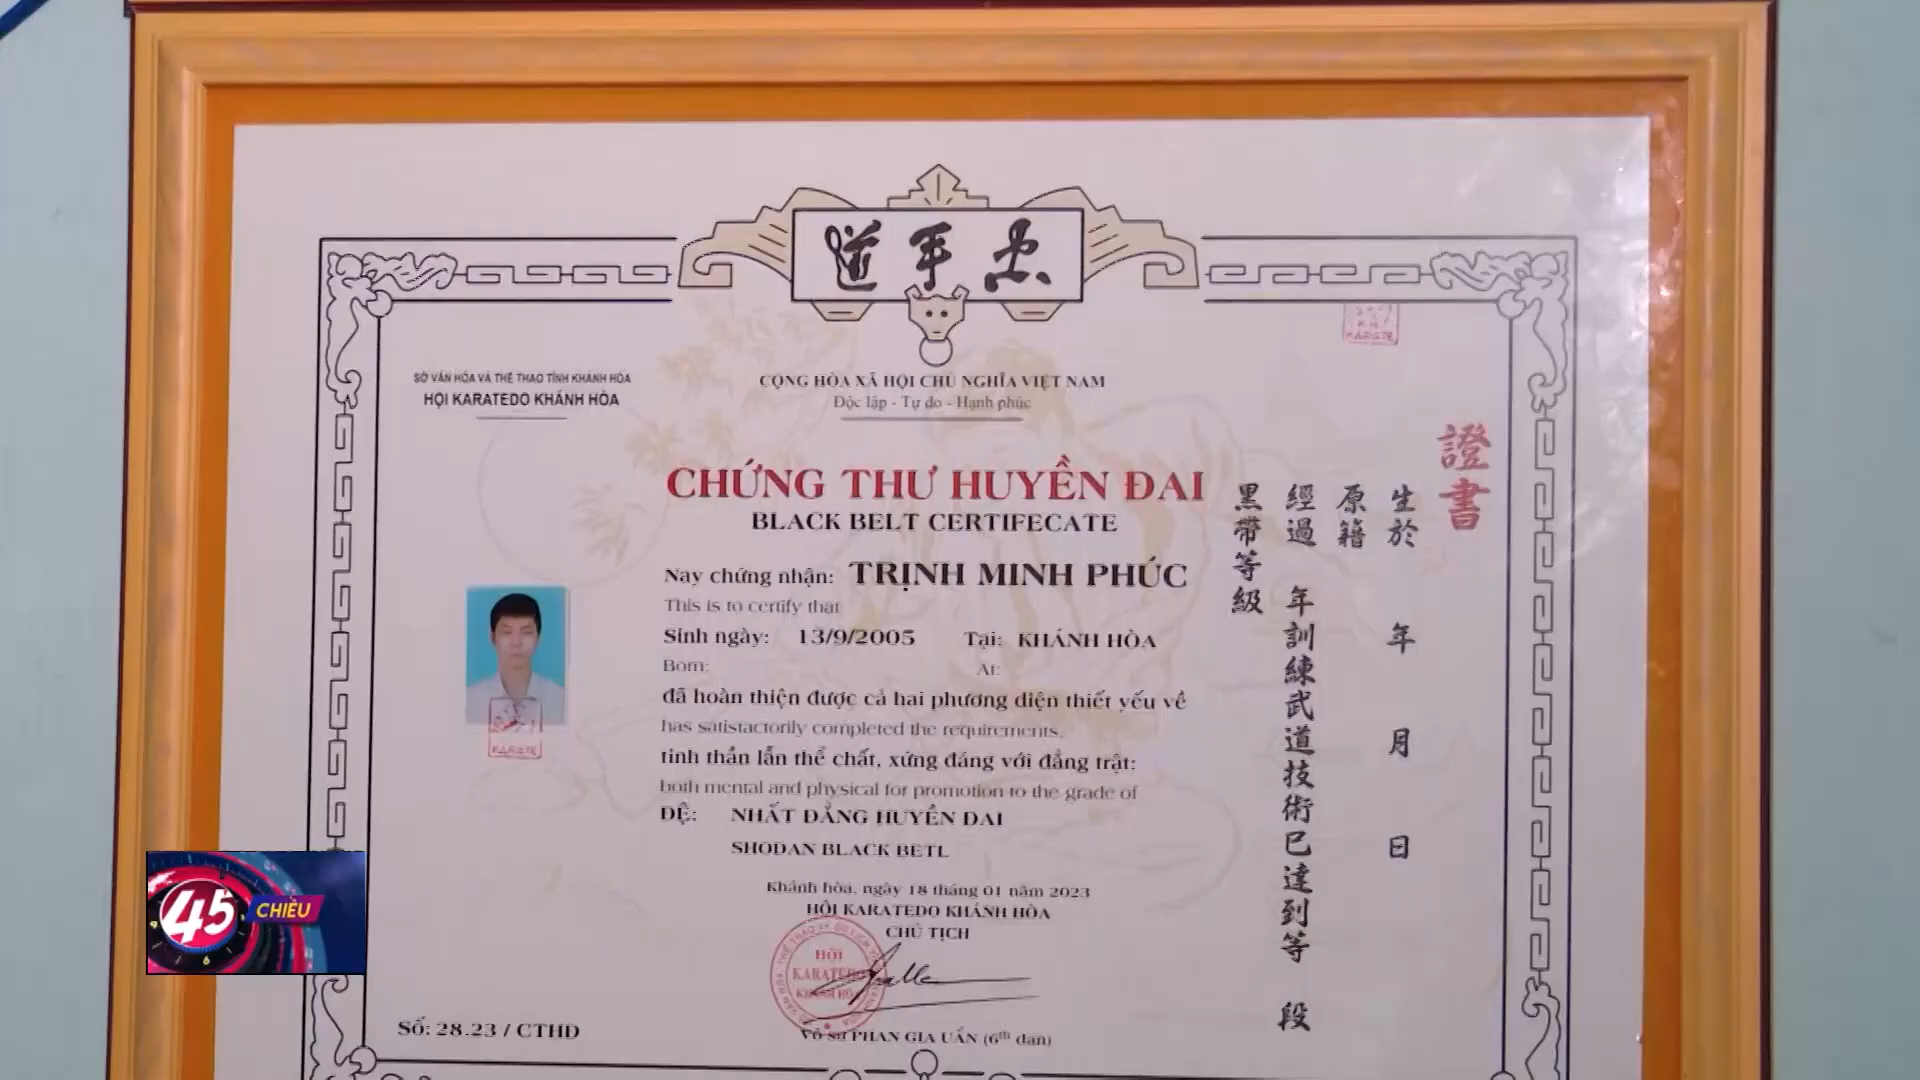 空手道
SỞ VĂN HÓA VÀ THỂ THAO TỈNH KHÁNH HÒA
HỘI KARATEDO KHÁNH HÒA
CỘNG HÒA XÃ HỘI CHỦ NGHĨA VIỆT NAM
Độc lập - Tự do - Hạnh phúc
KARATE
CHỨNG THƯ HUYỀN ĐAI
BLACK BELT CERTIFECATE
Nay chứng nhận: TRỊNH MINH PHÚC
This is to certify that
Sinh ngày: 13/9/2005 Tại: KHÁNH HÒA
Born: At:
đã hoàn thiện được cả hai phương diện thiết yếu về
has satisfactorily completed the requirements.
tinh thần lẫn thể chất, xứng đáng với đẳng trật:
both mental and physical for promotion to the grade of
ĐỆ: NHẤT ĐẲNG HUYỀN ĐAI
SHODAN BLACK BETL
Khánh hòa, ngày 18 tháng 01 năm 2023
HỘI KARATEDO KHÁNH HÒA
CHỦ TỊCH
HỘI
KARATEDO
KHÁNH HÒA
Võ sư PHAN GIA UẨN (6th dan)
Số: 28.23 / CTHD
KARATE
證書
生於 年 月 日
原籍
經過 年訓練武道技術已達到等 段
黑帶等級
45 CHIỀU